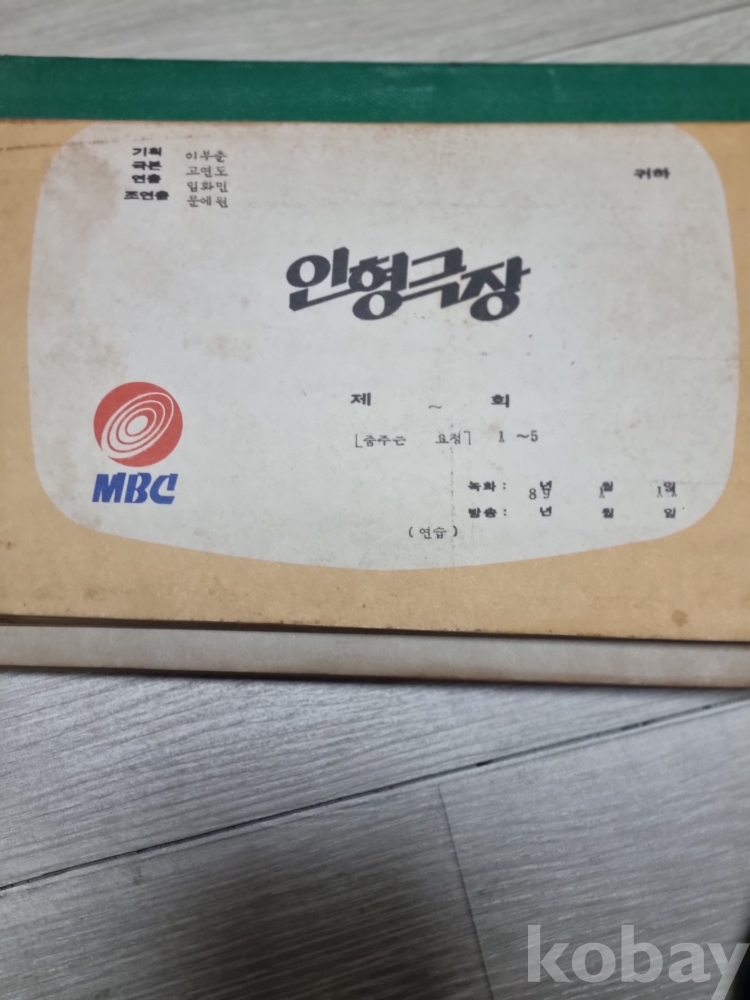 기획 이부춘
극본 고연도
연출 임화민
조연출 문예원
귀하
인형극장
MBC
제 ~ 회
[춤추는 요정] 1 ~5
녹화 : 89 년 1 월 11 일
방송 : 년 월 일
(연습)
kobay